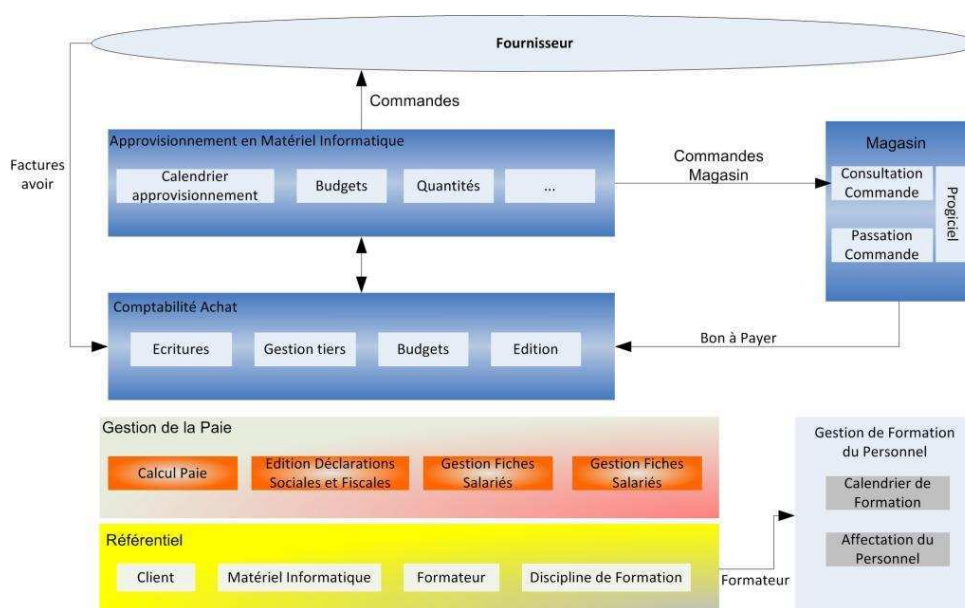 Fournisseur
Commandes
Factures
avoir
Approvisionnement en Matériel Informatique
Calendrier
approvisionnement
Budgets
Quantités
...
Commandes
Magasin
Magasin
Consultation
Commande
Passation
Commande
Progiciel
Comptabilité Achat
Ecritures
Gestion tiers
Budgets
Edition
Bon à Payer
Gestion de la Paie
Calcul Paie
Edition Déclarations
Sociales et Fiscales
Gestion Fiches
Salariés
Gestion Fiches
Salariés
Gestion de Formation
du Personnel
Calendrier de
Formation
Affectation du
Personnel
Référentiel
Client
Matériel Informatique
Formateur
Discipline de Formation
Formateur